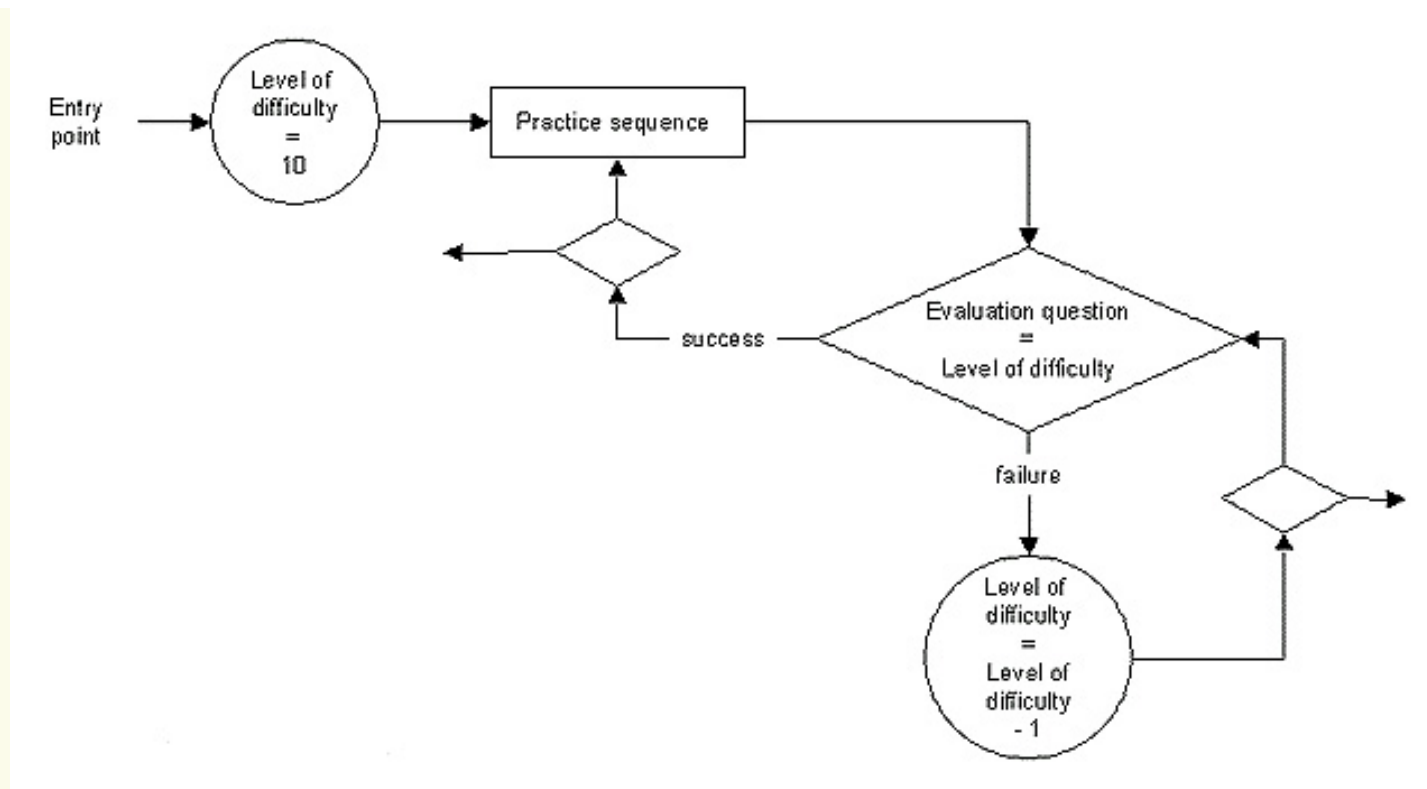 Entry
point
Level of
difficulty
=
10
Practice sequence
Evaluation question
=
Level of difficulty
success
failure
Level of
difficulty
=
Level of
difficulty
- 1